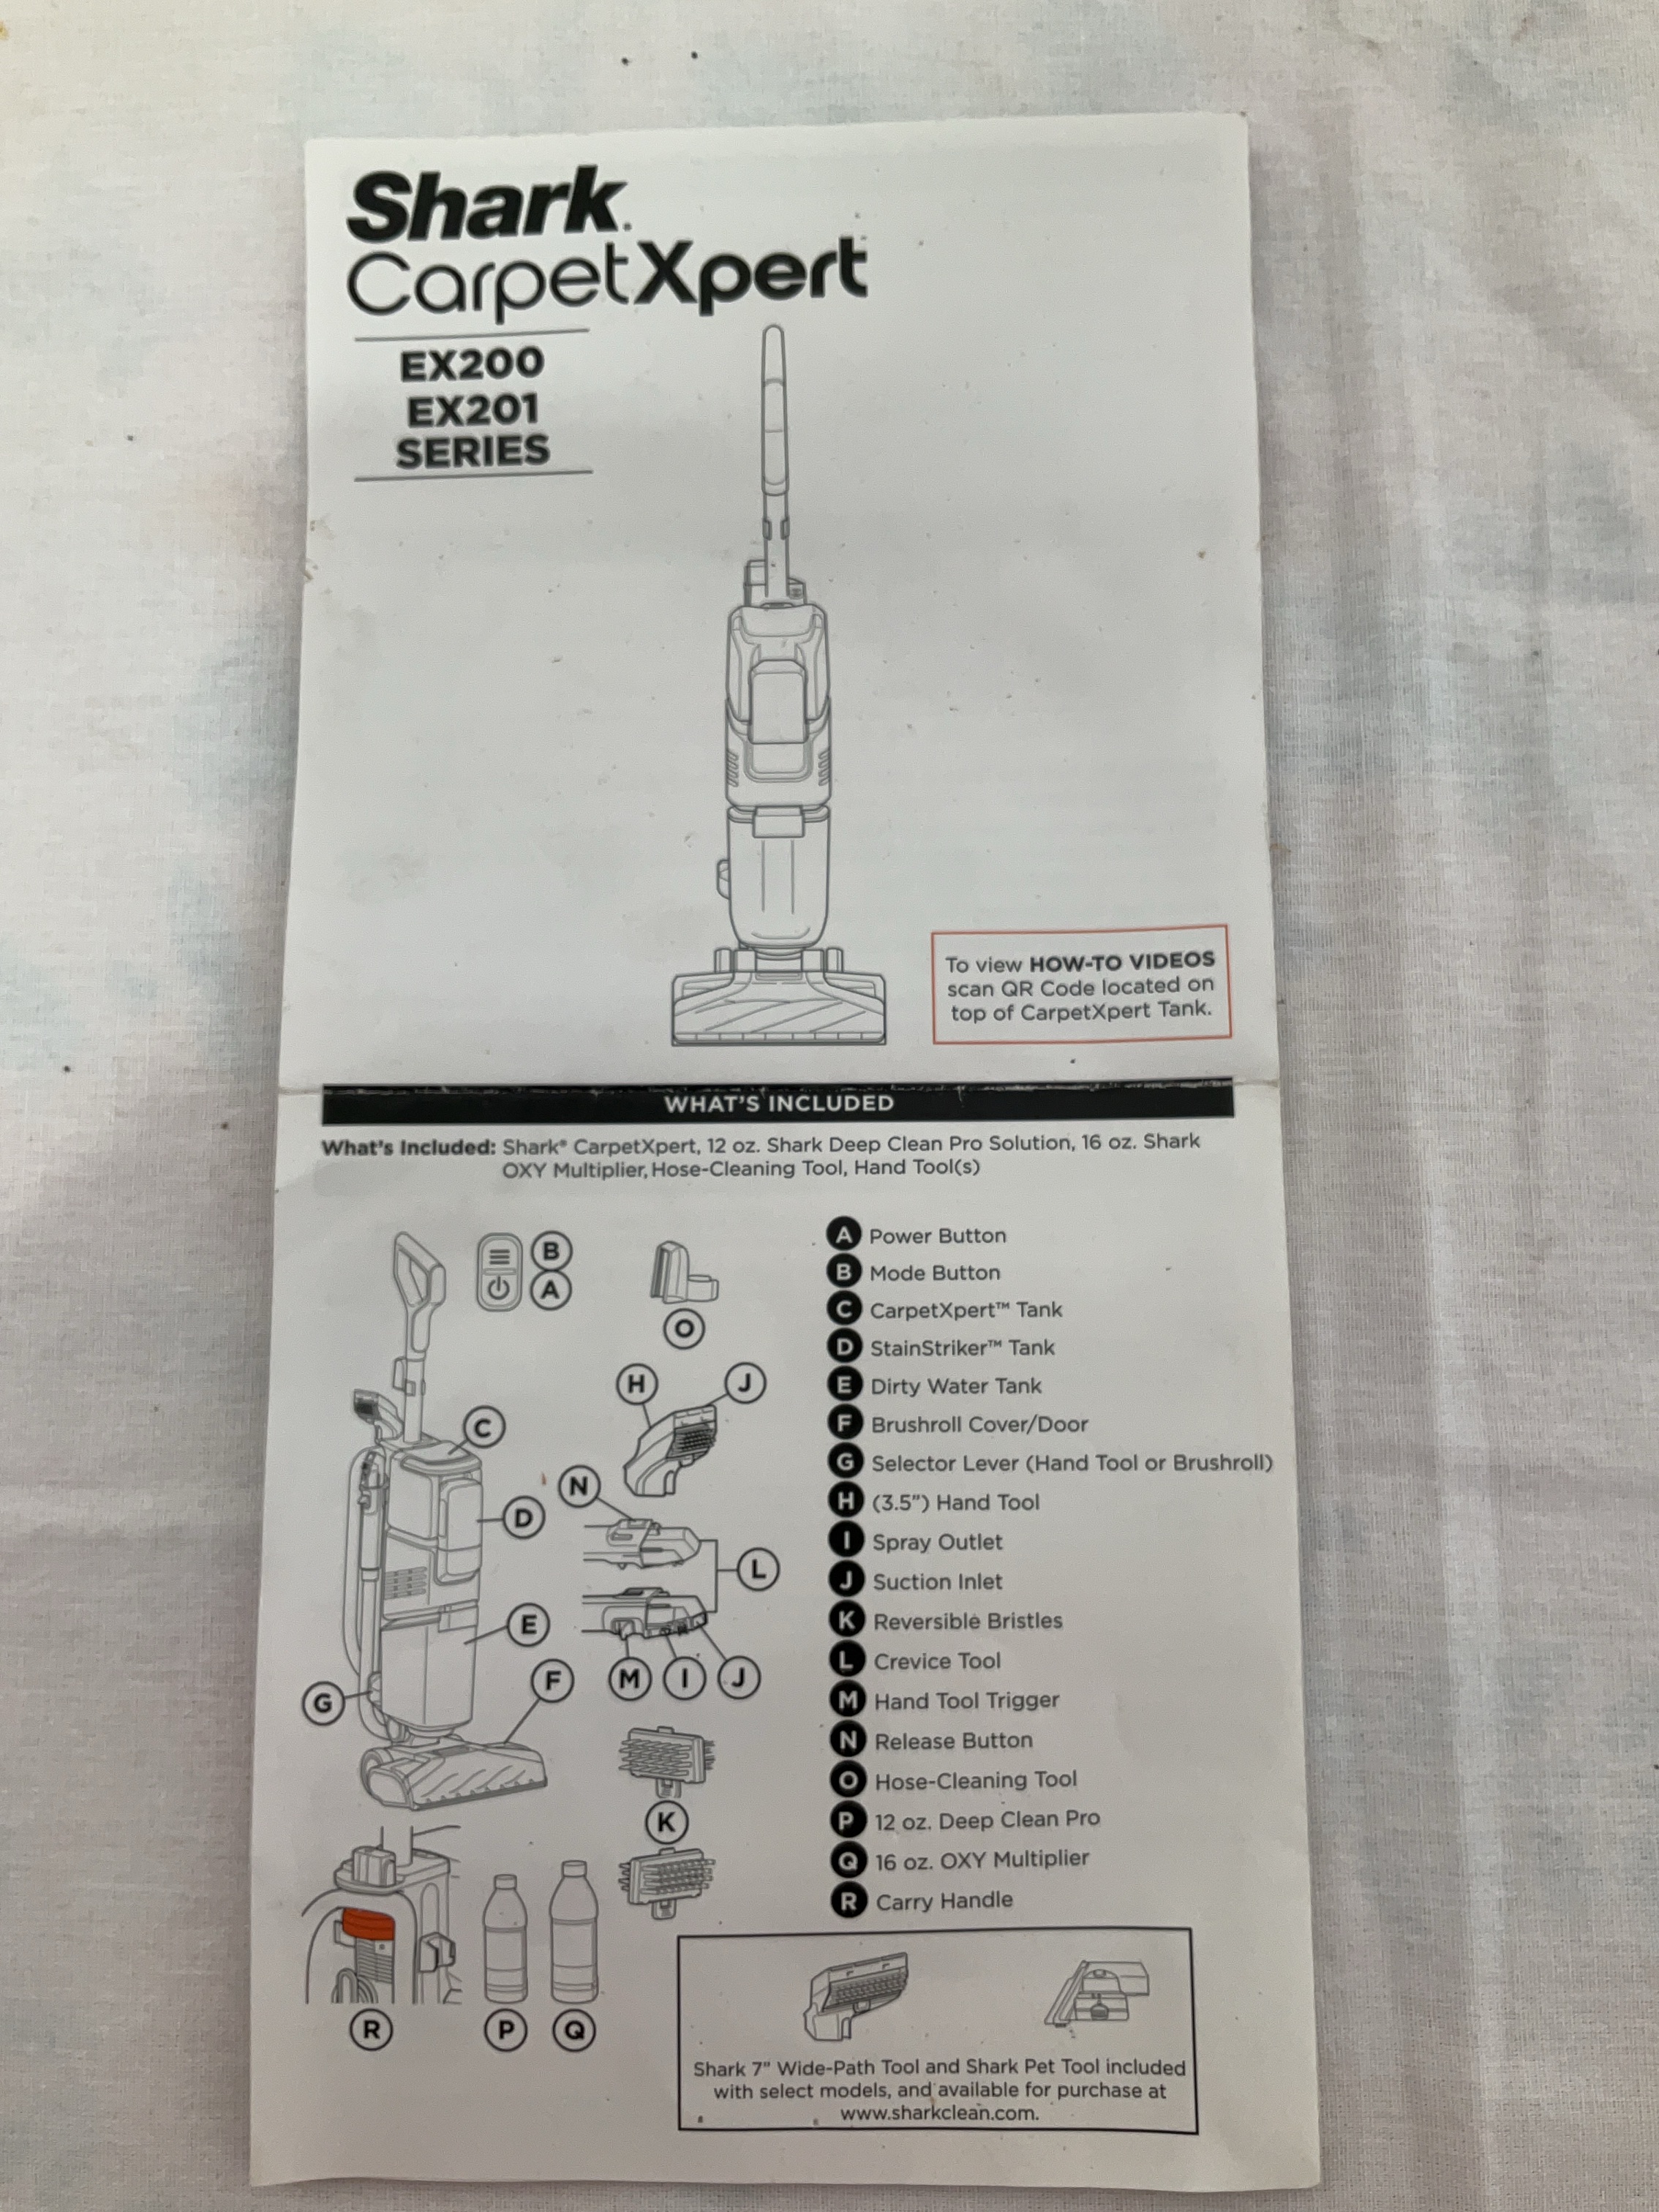 Shark®
CarpetXpert
EX200
EX201
SERIES
To view HOW-TO VIDEOS
scan QR Code located on
top of CarpetXpert Tank.
WHAT'S INCLUDED
What's Included: Shark® CarpetXpert, 12 oz. Shark Deep Clean Pro Solution, 16 oz. Shark
OXY Multiplier, Hose-Cleaning Tool, Hand Tool(s)
B
A
O
H
J
C
N
D
L
E
G
F
M
I
J
K
R
P
Q
A Power Button
B Mode Button
C CarpetXpert™ Tank
D StainStriker™ Tank
E Dirty Water Tank
F Brushroll Cover/Door
G Selector Lever (Hand Tool or Brushroll)
H (3.5") Hand Tool
I Spray Outlet
J Suction Inlet
K Reversible Bristles
L Crevice Tool
M Hand Tool Trigger
N Release Button
O Hose-Cleaning Tool
P 12 oz. Deep Clean Pro
Q 16 oz. OXY Multiplier
R Carry Handle
Shark 7" Wide-Path Tool and Shark Pet Tool included
with select models, and available for purchase at
www.sharkclean.com.